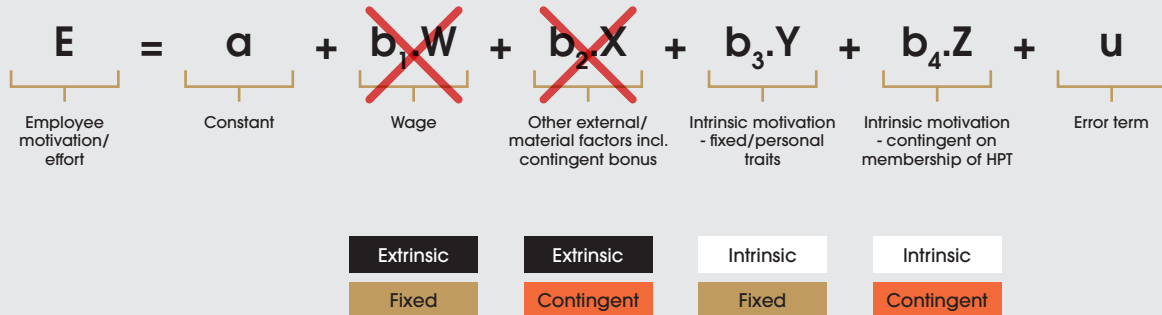 E = a + b1.W + b2.X + b3.Y + b4.Z + u
Employee motivation/ effort
Constant
Wage
Other external/ material factors incl. contingent bonus
Intrinsic motivation - fixed/personal traits
Intrinsic motivation - contingent on membership of HPT
Error term
Extrinsic Extrinsic Intrinsic Intrinsic
Fixed Contingent Fixed Contingent